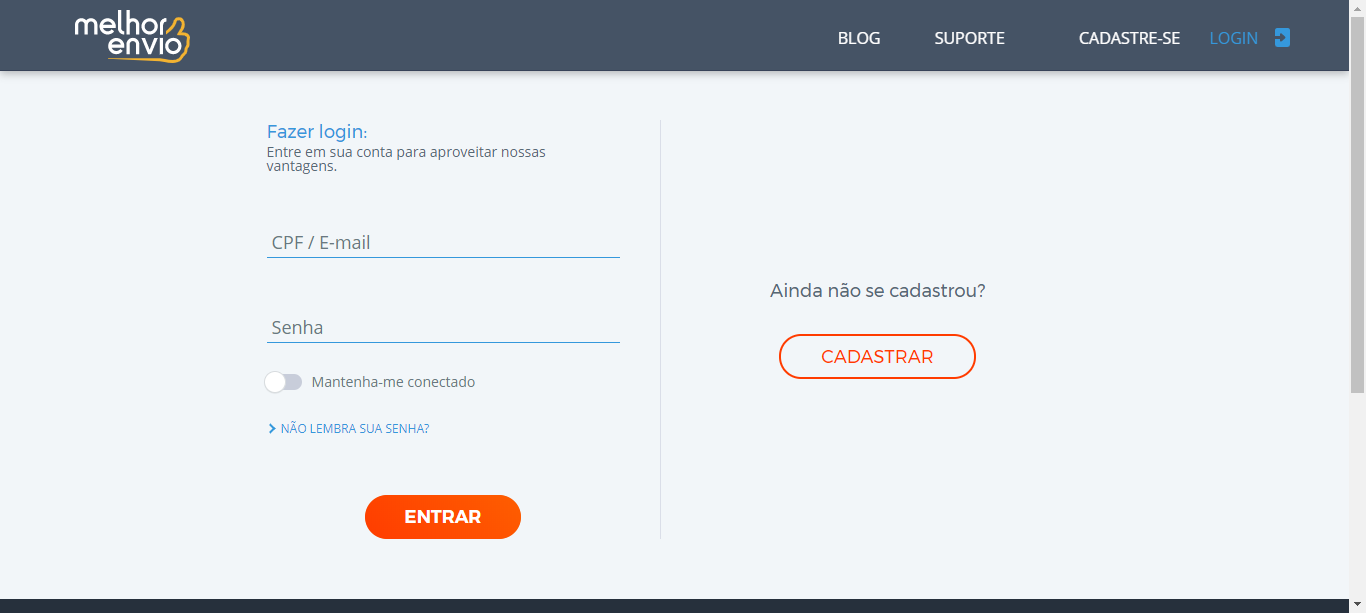 melhor
envio
BLOG
SUPORTE
CADASTRE-SE
LOGIN
Fazer login:
Entre em sua conta para aproveitar nossas
vantagens.
CPF / E-mail
Senha
Mantenha-me conectado
NÃO LEMBRA SUA SENHA?
ENTRAR
Ainda não se cadastrou?
CADASTRAR